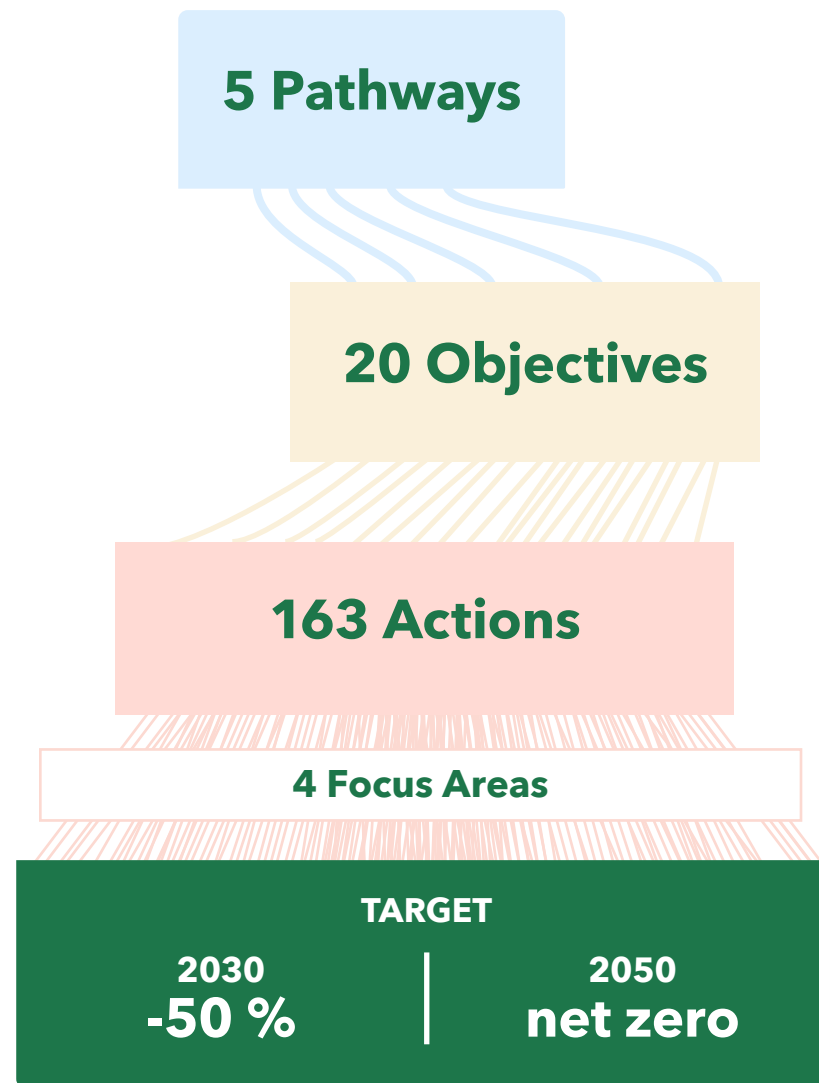 5 Pathways
20 Objectives
163 Actions
4 Focus Areas
TARGET
2030
-50 %
2050
net zero